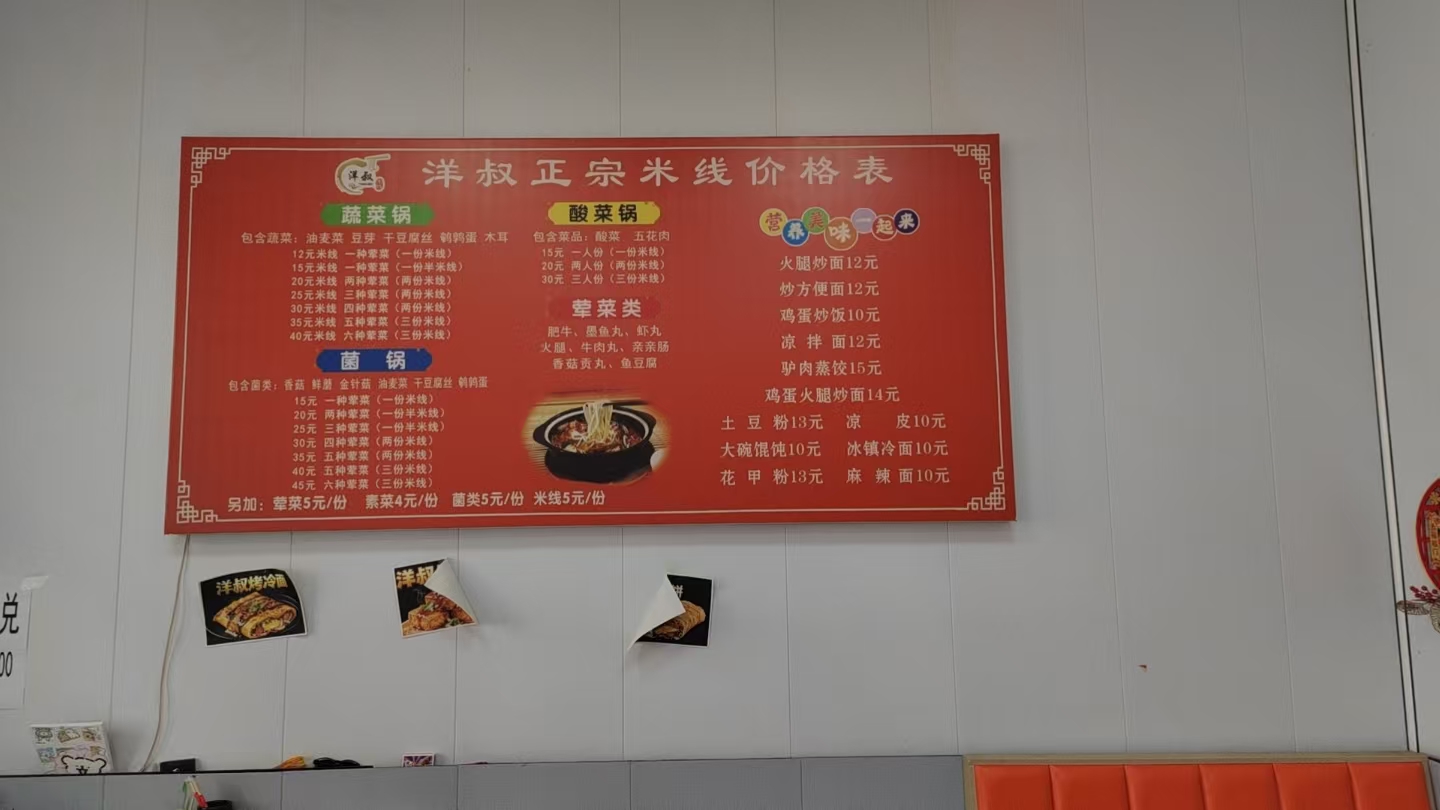 洋叔正宗米线价格表
洋叔
蔬菜锅
包含蔬菜：油麦菜 豆芽 干豆腐丝 鹌鹑蛋 木耳
12元米线 一种荤菜（一份米线）
15元米线 一种荤菜（一份半米线）
20元米线 两种荤菜（两份米线）
25元米线 三种荤菜（两份米线）
30元米线 四种荤菜（两份米线）
35元米线 五种荤菜（三份米线）
40元米线 六种荤菜（三份米线）
菌 锅
包含菌类：香菇 鲜蘑 金针菇 油麦菜 干豆腐丝 鹌鹑蛋
15元 一种荤菜（一份米线）
20元 两种荤菜（一份半米线）
25元 三种荤菜（一份半米线）
30元 四种荤菜（两份米线）
35元 五种荤菜（两份米线）
40元 五种荤菜（三份米线）
45元 六种荤菜（三份米线）
另加：荤菜5元/份 素菜4元/份 菌类5元/份 米线5元/份
酸菜锅
包含菜品：酸菜 五花肉
15元 一人份（一份米线）
20元 两人份（两份米线）
30元 三人份（三份米线）
荤菜类
肥牛、墨鱼丸、虾丸
火腿、牛肉丸、亲亲肠
香菇贡丸、鱼豆腐
营养美味一起来
火腿炒面12元
炒方便面12元
鸡蛋炒饭10元
凉 拌 面12元
驴肉蒸饺15元
鸡蛋火腿炒面14元
土 豆 粉13元 凉 皮10元
大碗馄饨10元 冰镇冷面10元
花 甲 粉13元 麻 辣 面10元
洋叔烤冷面
洋叔
饼
兑
00